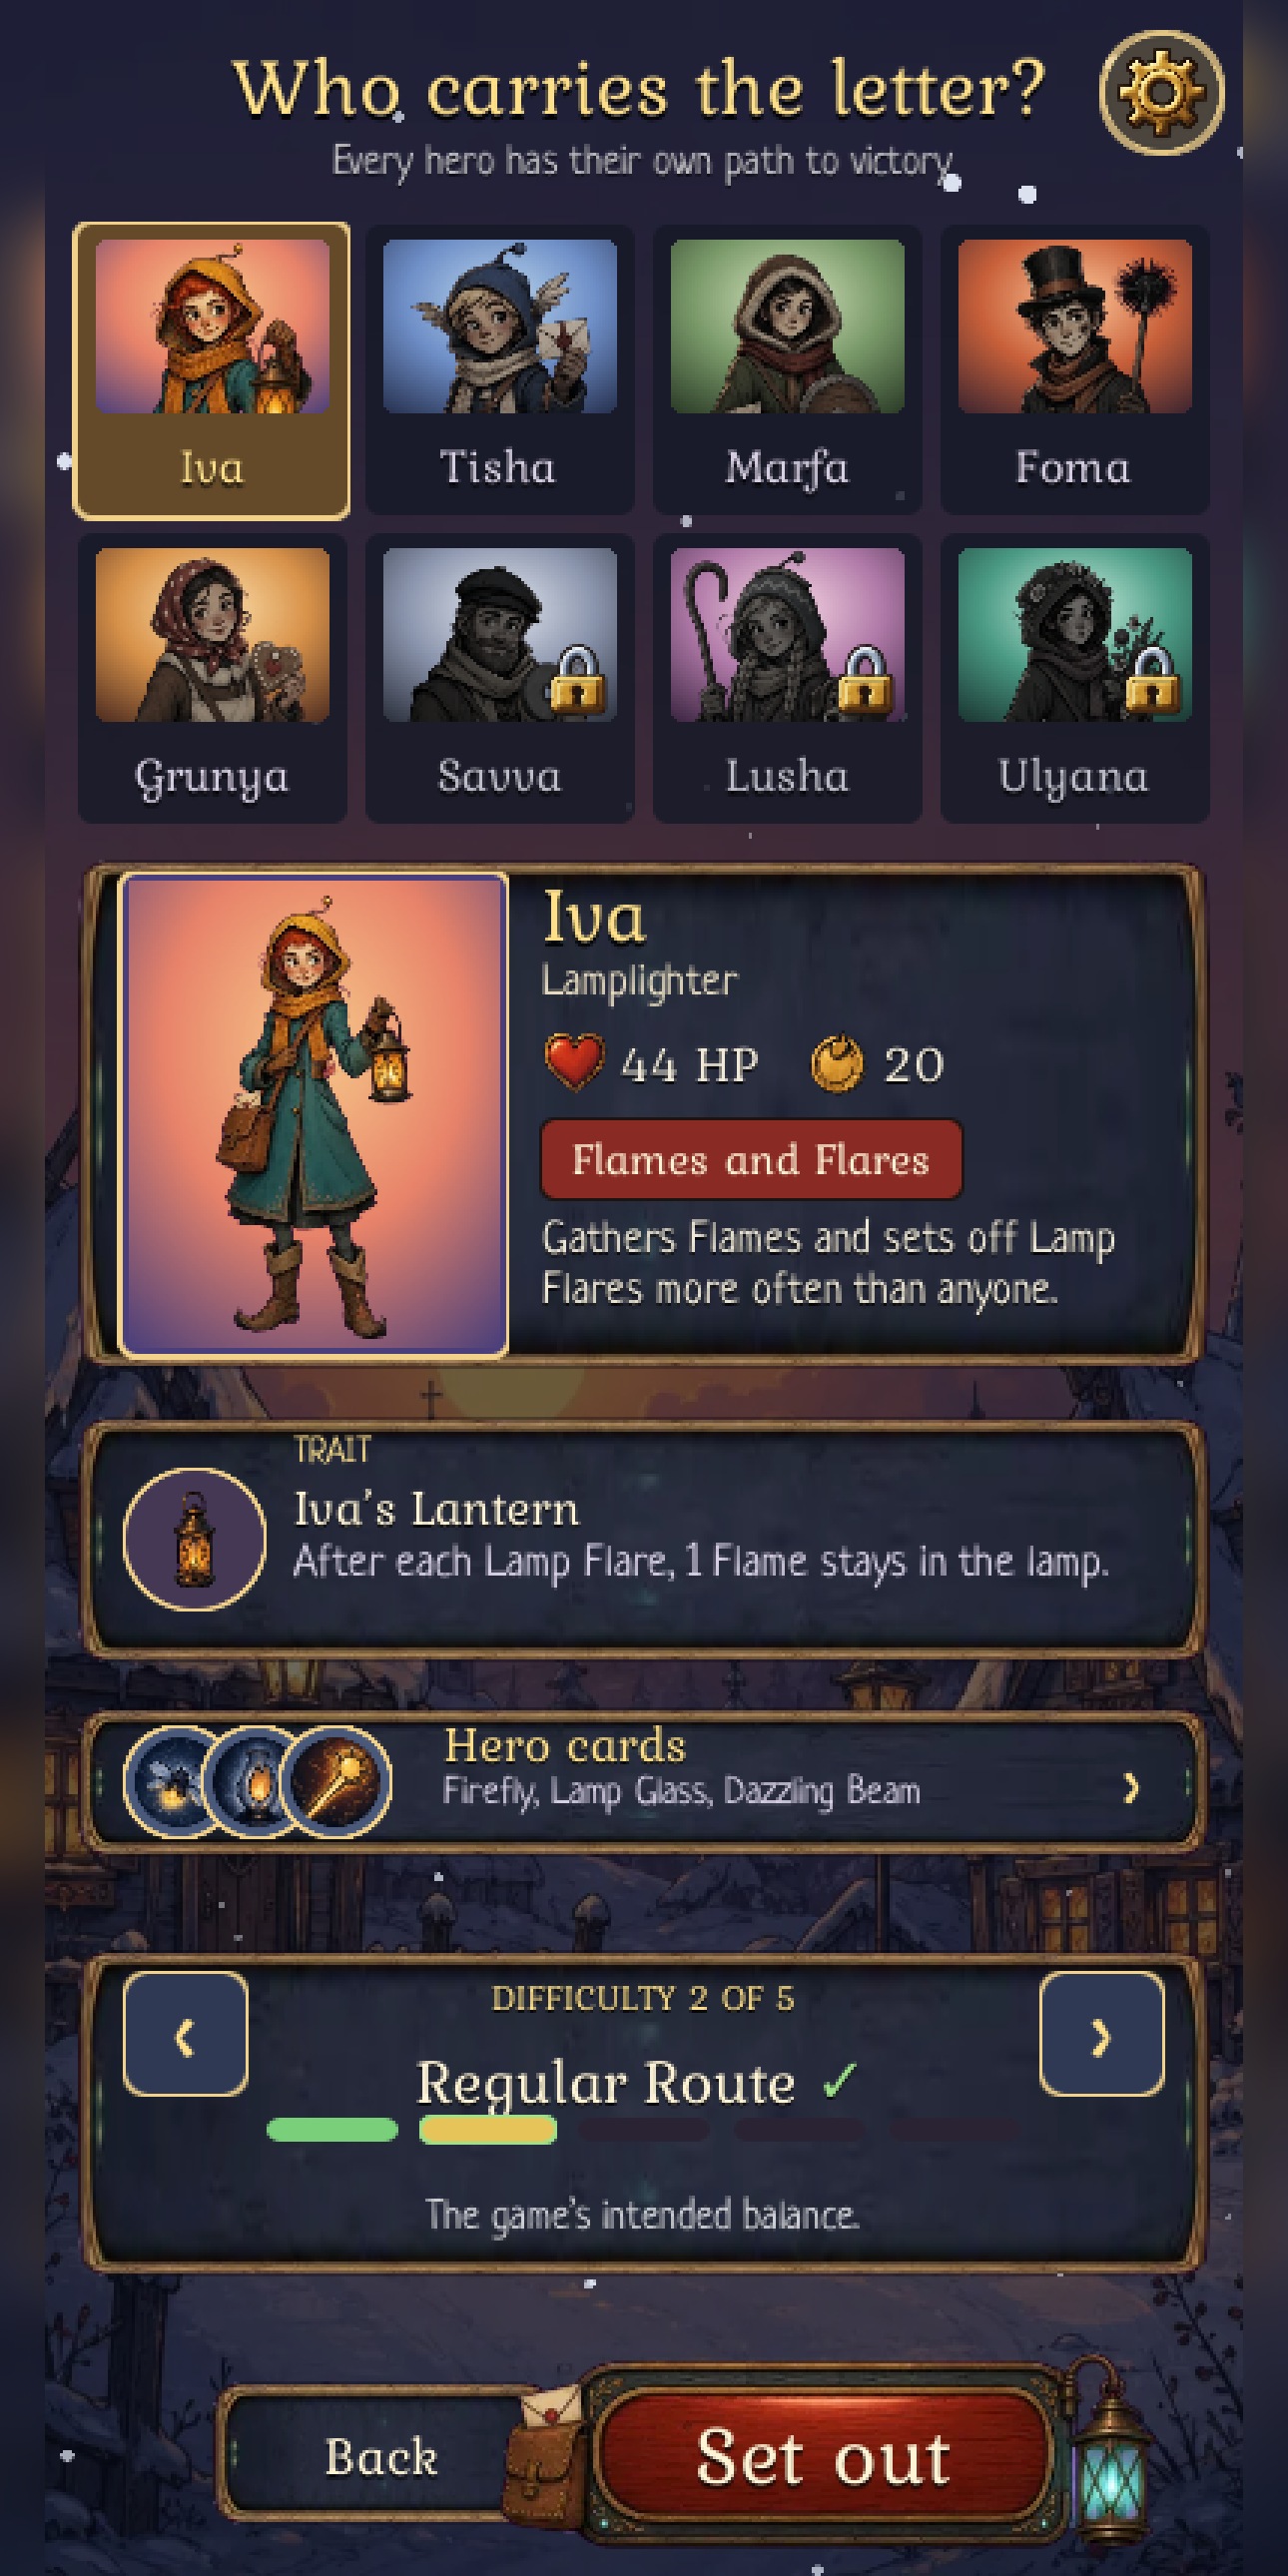 Who carries the letter?
Every hero has their own path to victory.
Iva
Tisha
Marfa
Foma
Grunya
Savva
Lusha
Ulyana
Iva
Lamplighter
44 HP
20
Flames and Flares
Gathers Flames and sets off Lamp
Flares more often than anyone.
TRAIT
Iva's Lantern
After each Lamp Flare, 1 Flame stays in the lamp.
Hero cards
Firefly, Lamp Glass, Dazzling Beam
DIFFICULTY 2 OF 5
Regular Route ✓
The game's intended balance.
Back
Set out